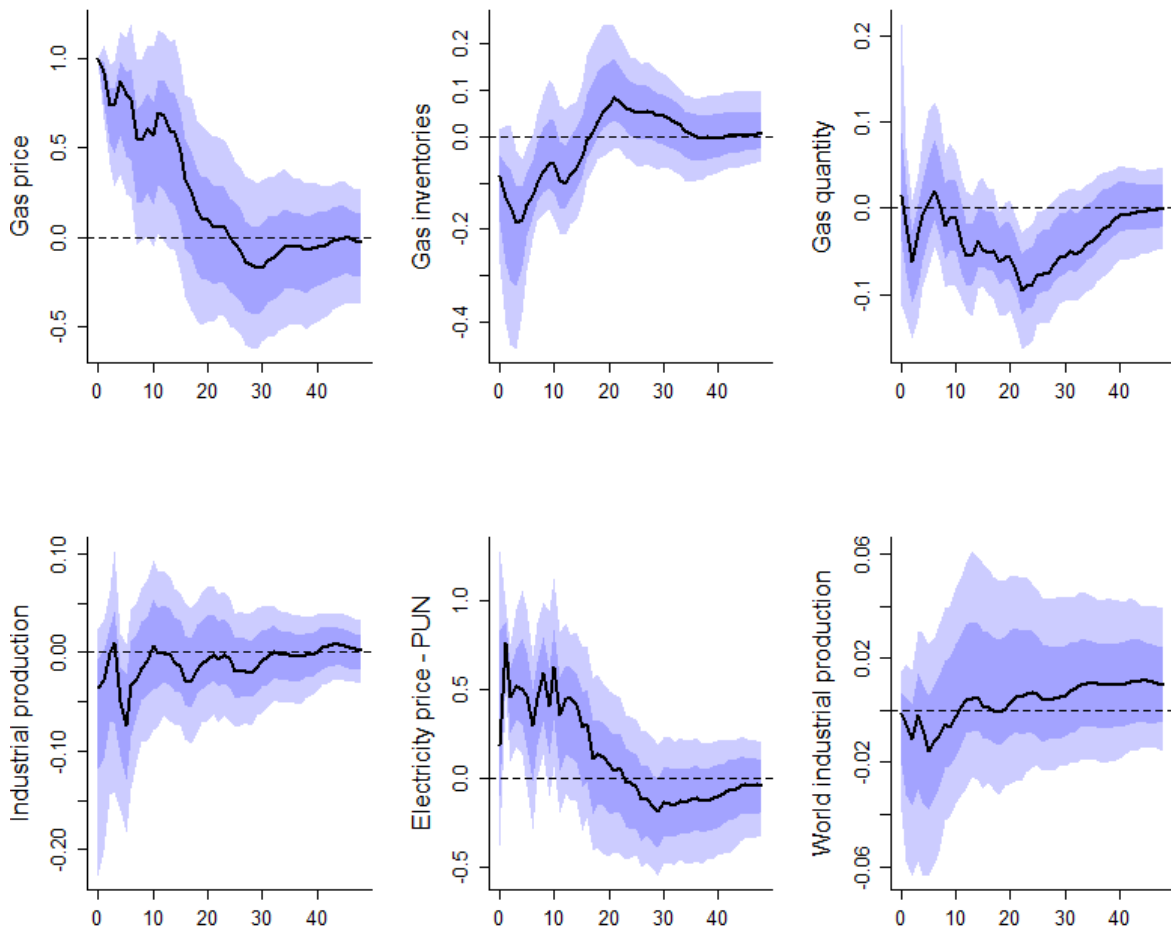 Gas price
1.0
0.5
0.0
-0.5
0 10 20 30 40
Gas inventories
0.2
0.1
0.0
-0.2
-0.4
0 10 20 30 40
Gas quantity
0.2
0.1
0.0
-0.1
0 10 20 30 40
Industrial production
0.10
0.00
-0.10
-0.20
0 10 20 30 40
Electricity price - PUN
1.0
0.5
0.0
-0.5
0 10 20 30 40
World industrial production
0.06
0.02
-0.02
-0.06
0 10 20 30 40